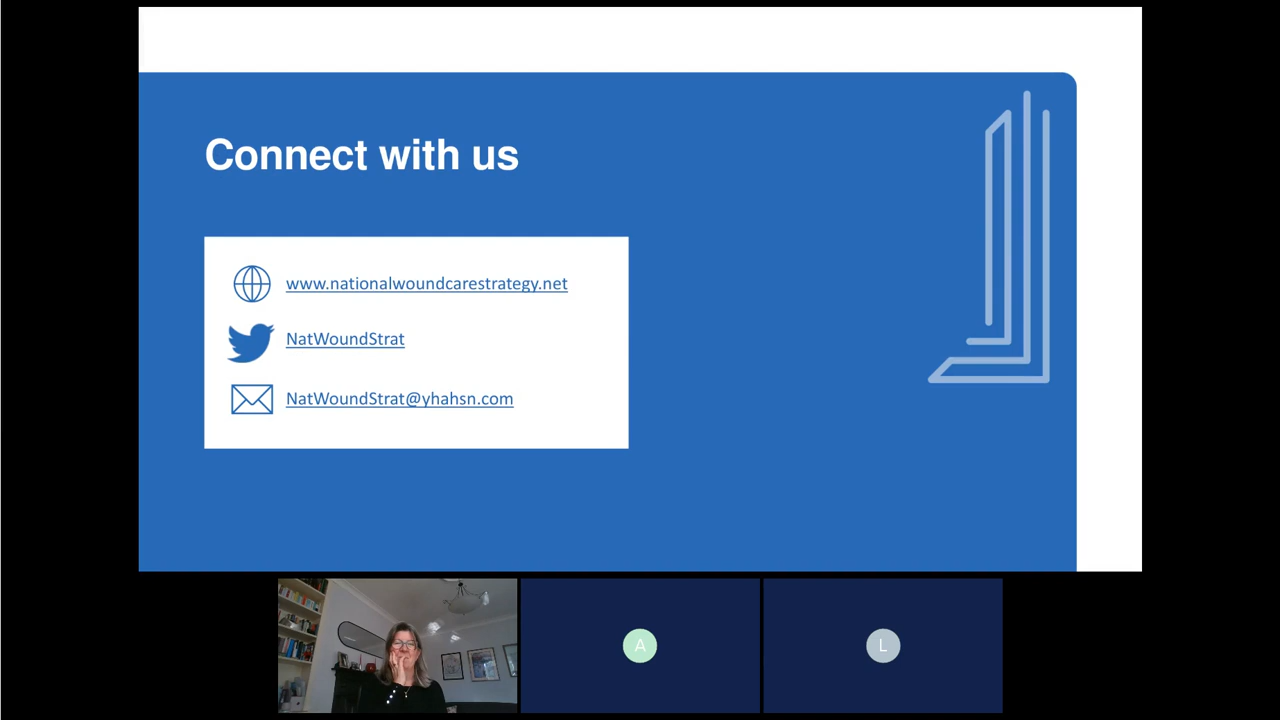 Connect with us
www.nationalwoundcarestrategy.net
NatWoundStrat
NatWoundStrat@yhahsn.com
A
L